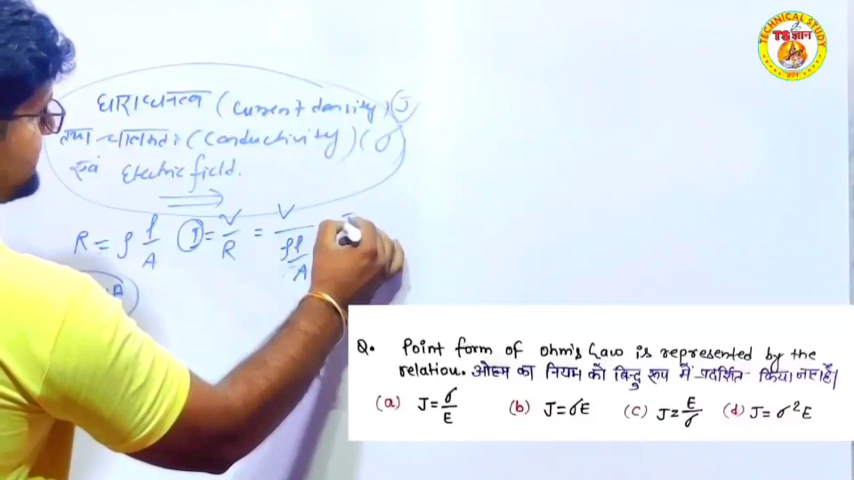 TECHNICAL STUDY
TS ज्ञान
ज्ञान
धाराघनत्व (Current density) (J)
तथा चालकता (Conductivity) (σ)
एवं Electric field.
R = ρ l/A I = V/R = V/(ρl/A)
A
Q. Point form of ohm's Law is represented by the
relation. ओह्म का नियम को बिन्दु रूप में प्रदर्शित किया जाता है|
(a) J = σ/E (b) J = σE (c) J = E/σ (d) J = σ²E